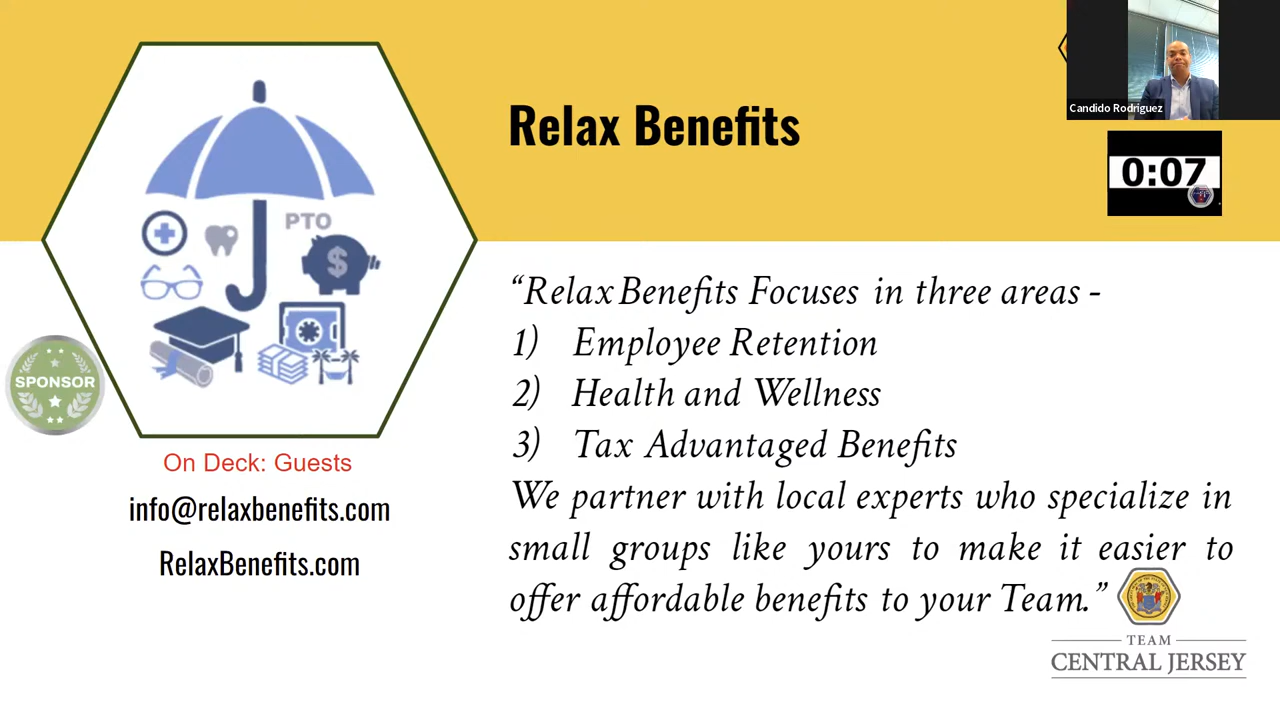 Relax Benefits
Candido Rodriguez
0:07
PTO
$
SPONSOR
On Deck: Guests
info@relaxbenefits.com
RelaxBenefits.com
“Relax Benefits Focuses in three areas -
1) Employee Retention
2) Health and Wellness
3) Tax Advantaged Benefits
We partner with local experts who specialize in
small groups like yours to make it easier to
offer affordable benefits to your Team.”
TEAM
CENTRAL JERSEY